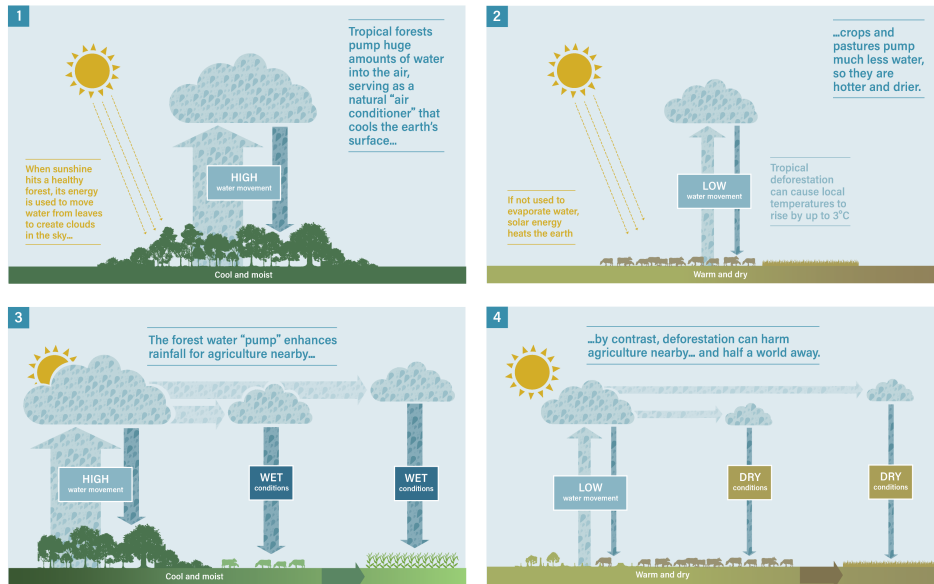 1
Tropical forests
pump huge
amounts of water
into the air,
serving as a
natural “air
conditioner” that
cools the earth’s
surface...
When sunshine
hits a healthy
forest, its energy
is used to move
water from leaves
to create clouds
in the sky...
HIGH
water movement
Cool and moist
2
...crops and
pastures pump
much less water,
so they are
hotter and drier.
Tropical
deforestation
can cause local
temperatures to
rise by up to 3°C
If not used to
evaporate water,
solar energy
heats the earth
LOW
water movement
Warm and dry
3
The forest water “pump” enhances
rainfall for agriculture nearby...
HIGH
water movement
WET
conditions
WET
conditions
Cool and moist
4
...by contrast, deforestation can harm
agriculture nearby... and half a world away.
LOW
water movement
DRY
conditions
DRY
conditions
Warm and dry